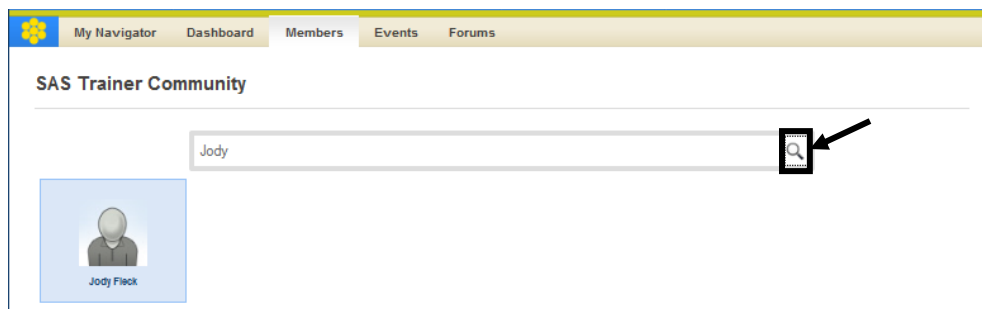 My Navigator Dashboard Members Events Forums
SAS Trainer Community
Jody
Jody Fleck